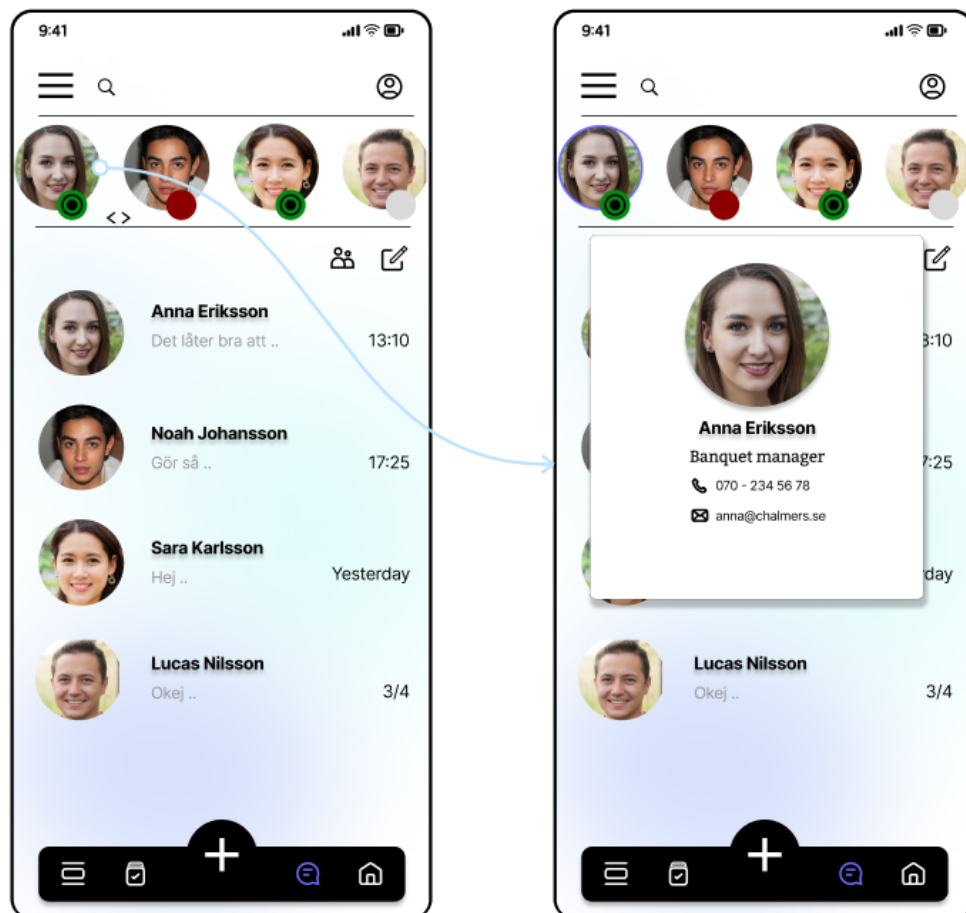 9:41
< >
Anna Eriksson
Det låter bra att ..
13:10
Noah Johansson
Gör så ..
17:25
Sara Karlsson
Hej ..
Yesterday
Lucas Nilsson
Okej ..
3/4
9:41
Anna Eriksson
Banquet manager
070 - 234 56 78
anna@chalmers.se
3:10
7:25
day
Lucas Nilsson
Okej ..
3/4